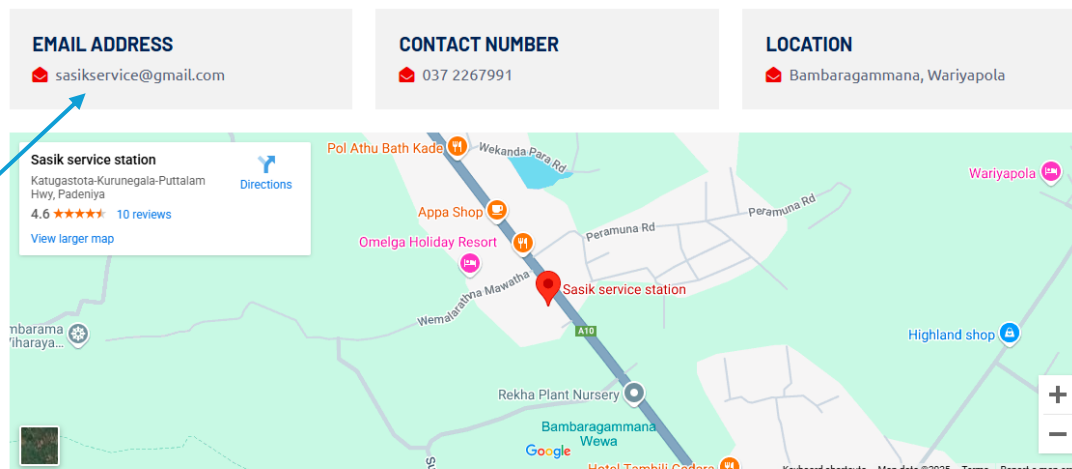 EMAIL ADDRESS
sasikservice@gmail.com
CONTACT NUMBER
037 2267991
LOCATION
Bambaragammana, Wariyapola
Sasik service station
Katugastota-Kurunegala-Puttalam
Hwy, Padeniya
4.6
10 reviews
View larger map
Directions
Pol Athu Bath Kade
Wekanda Para Rd
Wariyapola
Appa Shop
Peramuna Rd
Peramuna Rd
Omelga Holiday Resort
Sasik service station
Wemalarathna Mawatha
A10
Highland shop
Rekha Plant Nursery
Bambaragammana
Wewa
Google